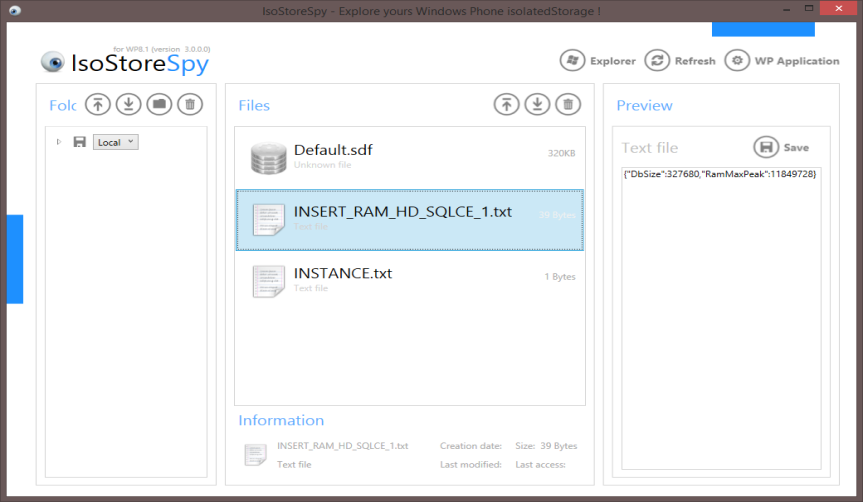 IsoStoreSpy - Explore yours Windows Phone isolatedStorage !
for WP8.1 (version: 3.0.0.0)
IsoStoreSpy
Explorer
Refresh
WP Application
Folc
Local
Files
Default.sdf
Unknown file
320KB
INSERT_RAM_HD_SQLCE_1.txt
Text file
39 Bytes
INSTANCE.txt
Text file
1 Bytes
Information
INSERT_RAM_HD_SQLCE_1.txt
Creation date:
Size: 39 Bytes
Text file
Last modified:
Last access:
Preview
Text file
Save
{"DbSize":327680,"RamMaxPeak":11849728}